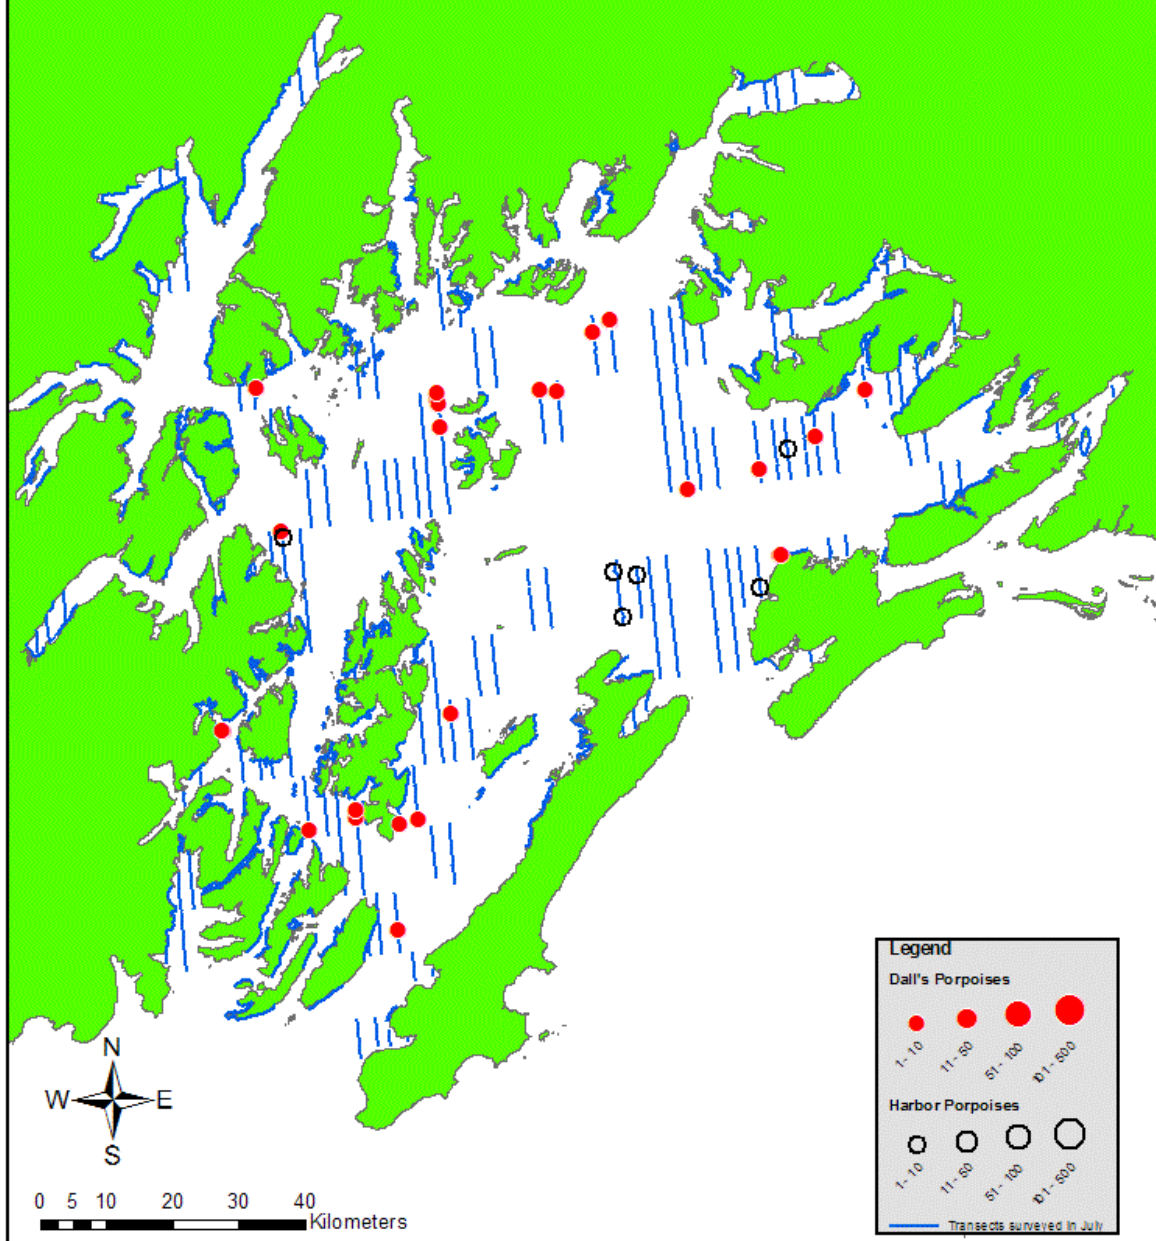 Legend
Dall's Porpoises
1 - 10 11 - 50 51 - 100 101 - 500
Harbor Porpoises
1 - 10 11 - 50 51 - 100 101 - 500
Transects surveyed in July
N
W E
S
0 5 10 20 30 40
Kilometers